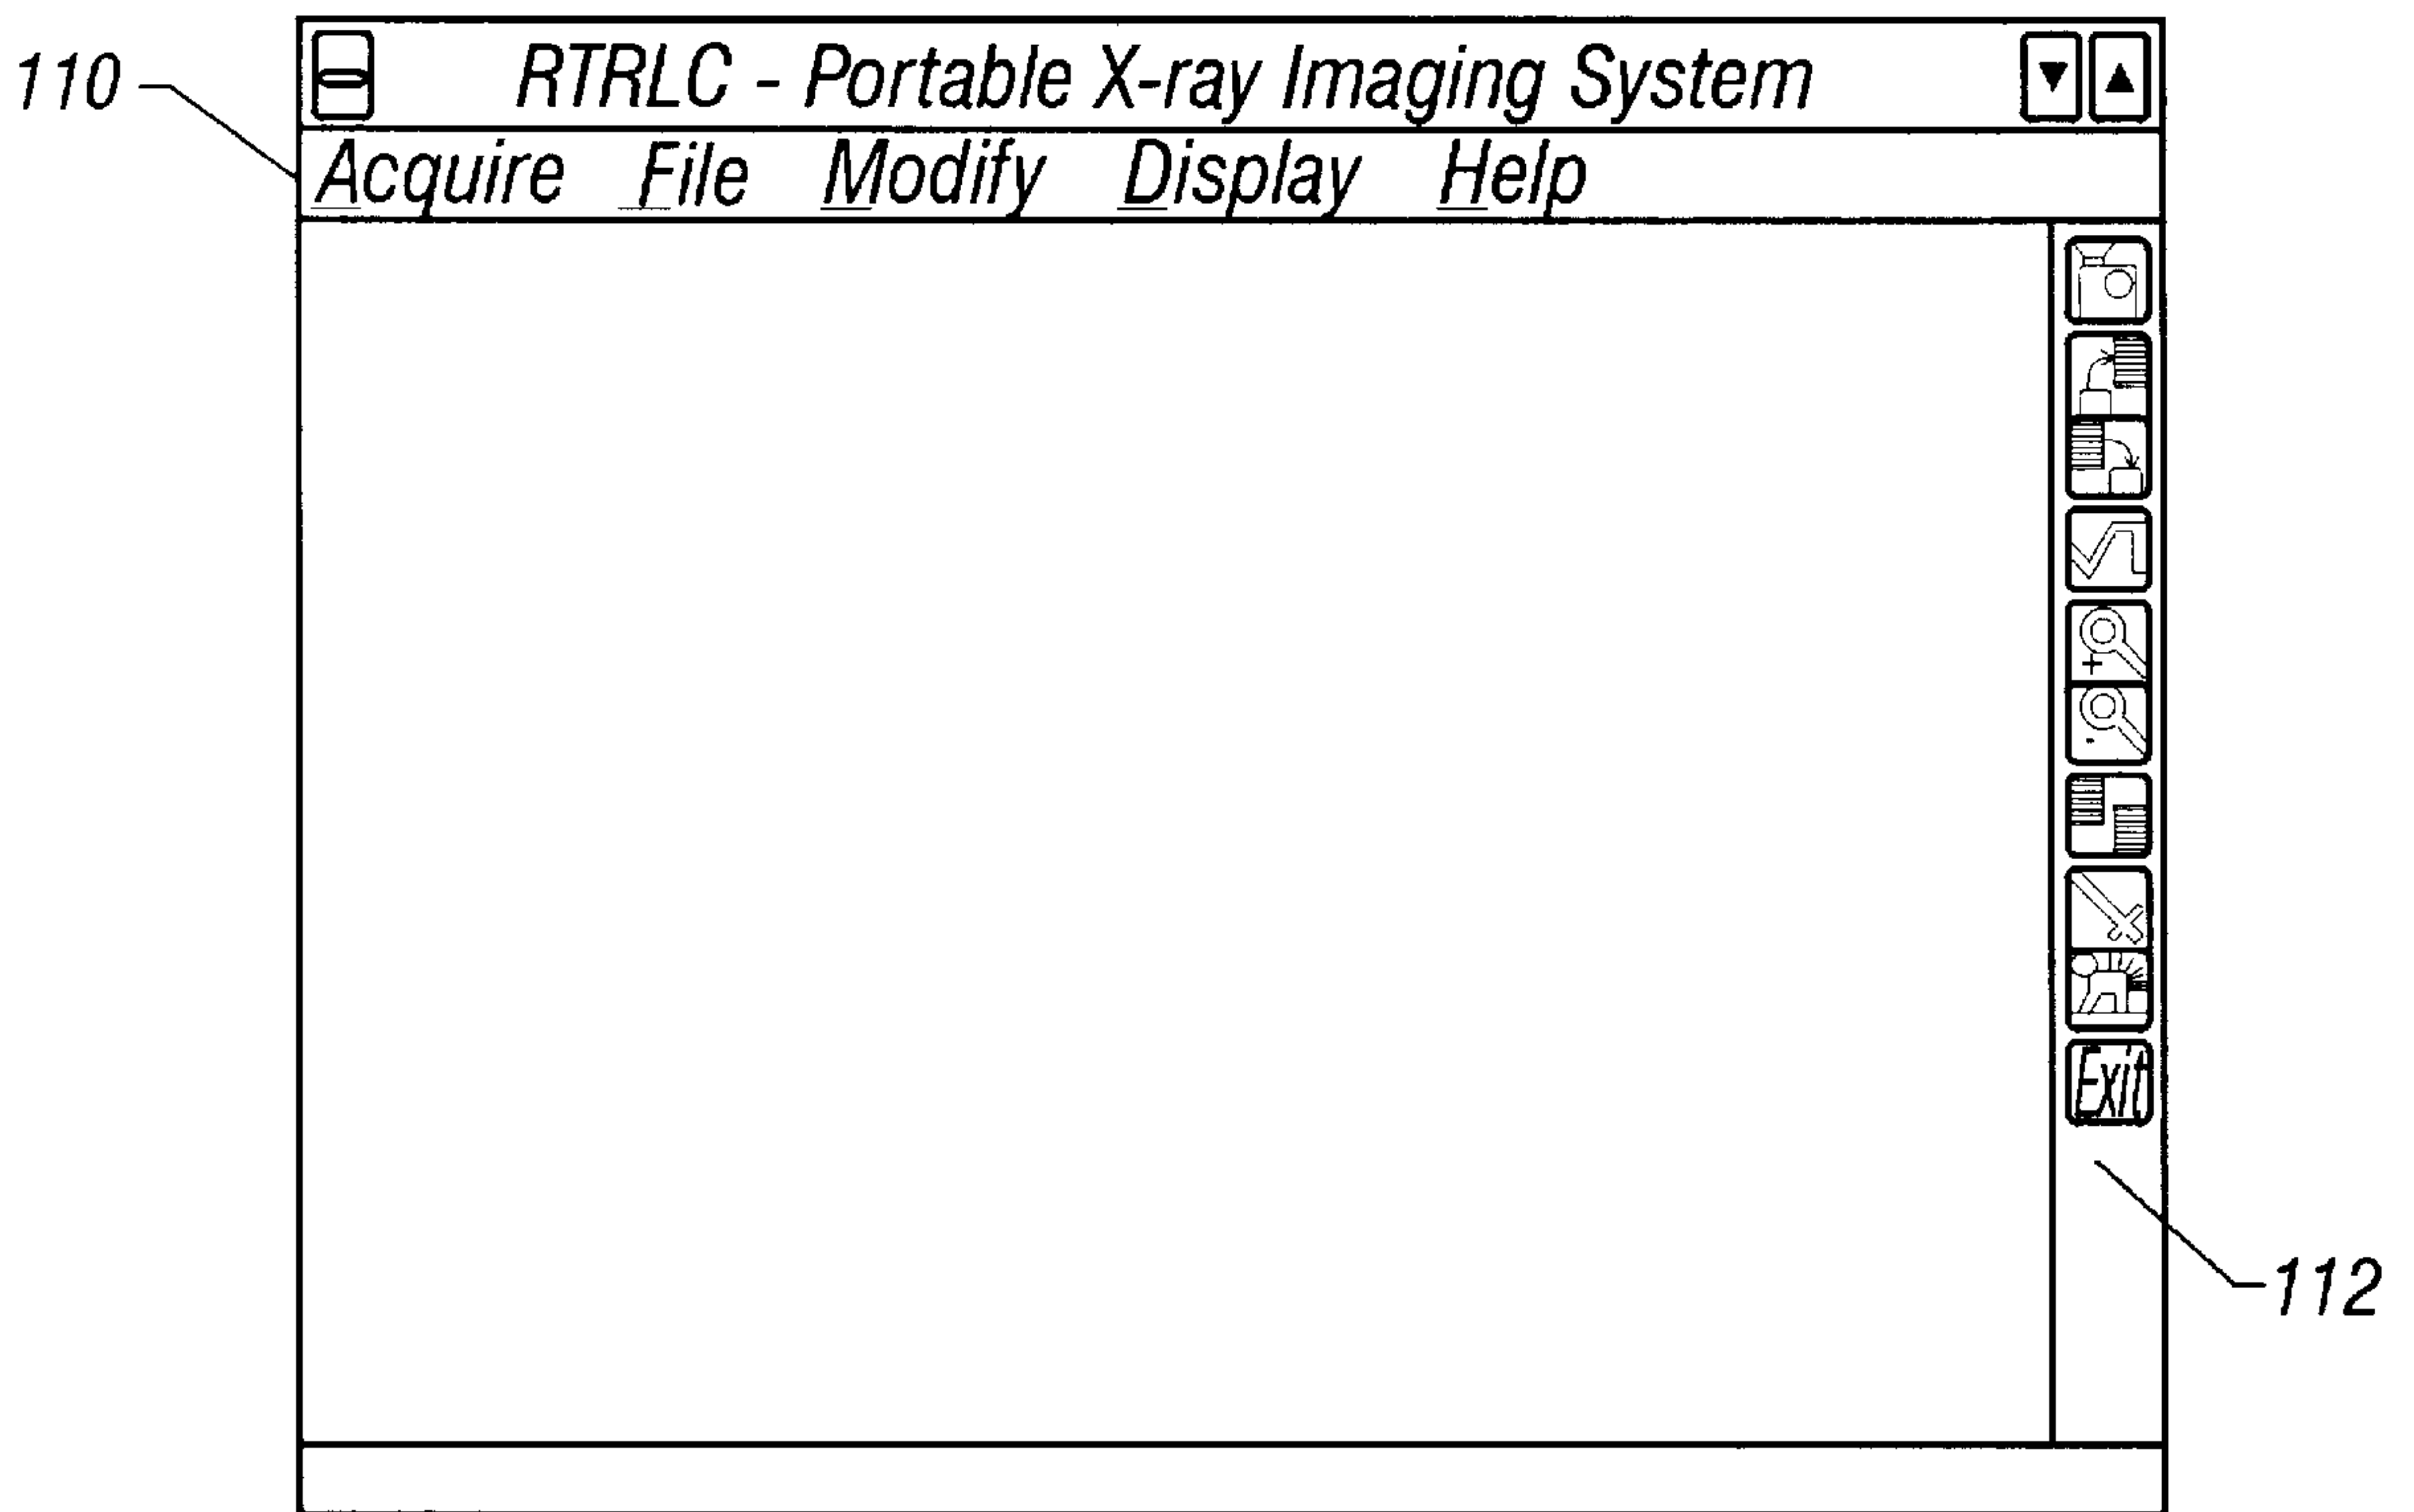 110
RTRLC - Portable X-ray Imaging System
Acquire File Modify Display Help
+
-
Exit
112